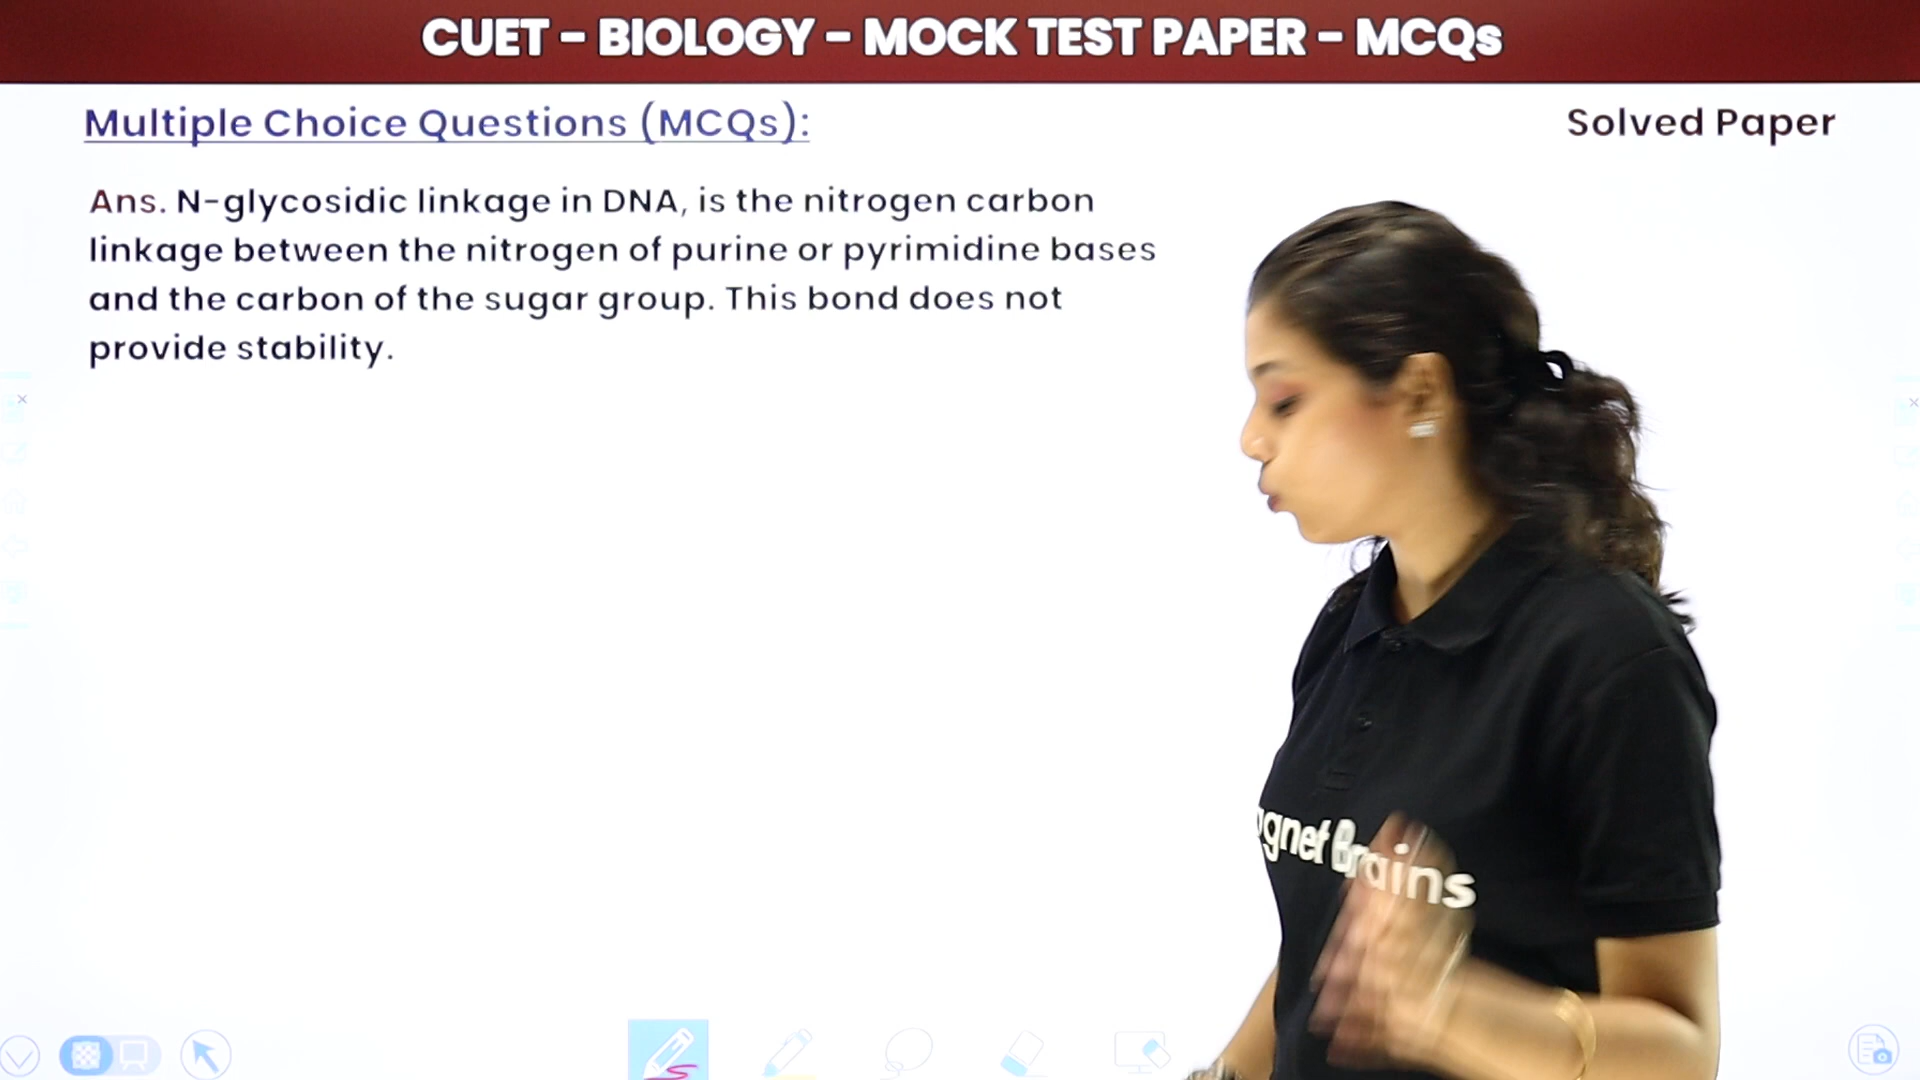 CUET - BIOLOGY - MOCK TEST PAPER - MCQs
Multiple Choice Questions (MCQs):
Solved Paper
Ans. N-glycosidic linkage in DNA, is the nitrogen carbon
linkage between the nitrogen of purine or pyrimidine bases
and the carbon of the sugar group. This bond does not
provide stability.
gnet Brains